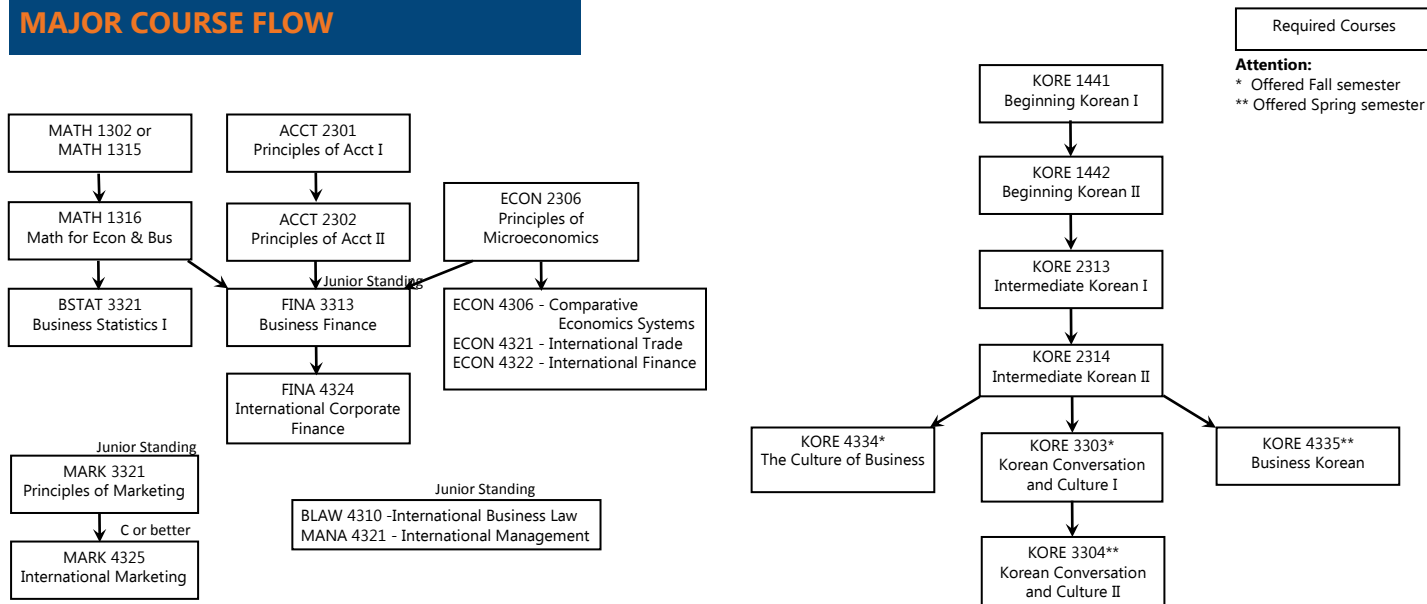 MAJOR COURSE FLOW
Required Courses
Attention:
* Offered Fall semester
** Offered Spring semester
MATH 1302 or
MATH 1315
MATH 1316
Math for Econ & Bus
BSTAT 3321
Business Statistics I
ACCT 2301
Principles of Acct I
ACCT 2302
Principles of Acct II
Junior Standing
FINA 3313
Business Finance
FINA 4324
International Corporate
Finance
ECON 2306
Principles of
Microeconomics
ECON 4306 - Comparative
Economics Systems
ECON 4321 - International Trade
ECON 4322 - International Finance
Junior Standing
MARK 3321
Principles of Marketing
C or better
MARK 4325
International Marketing
Junior Standing
BLAW 4310 -International Business Law
MANA 4321 - International Management
KORE 1441
Beginning Korean I
KORE 1442
Beginning Korean II
KORE 2313
Intermediate Korean I
KORE 2314
Intermediate Korean II
KORE 4334*
The Culture of Business
KORE 3303*
Korean Conversation
and Culture I
KORE 4335**
Business Korean
KORE 3304**
Korean Conversation
and Culture II